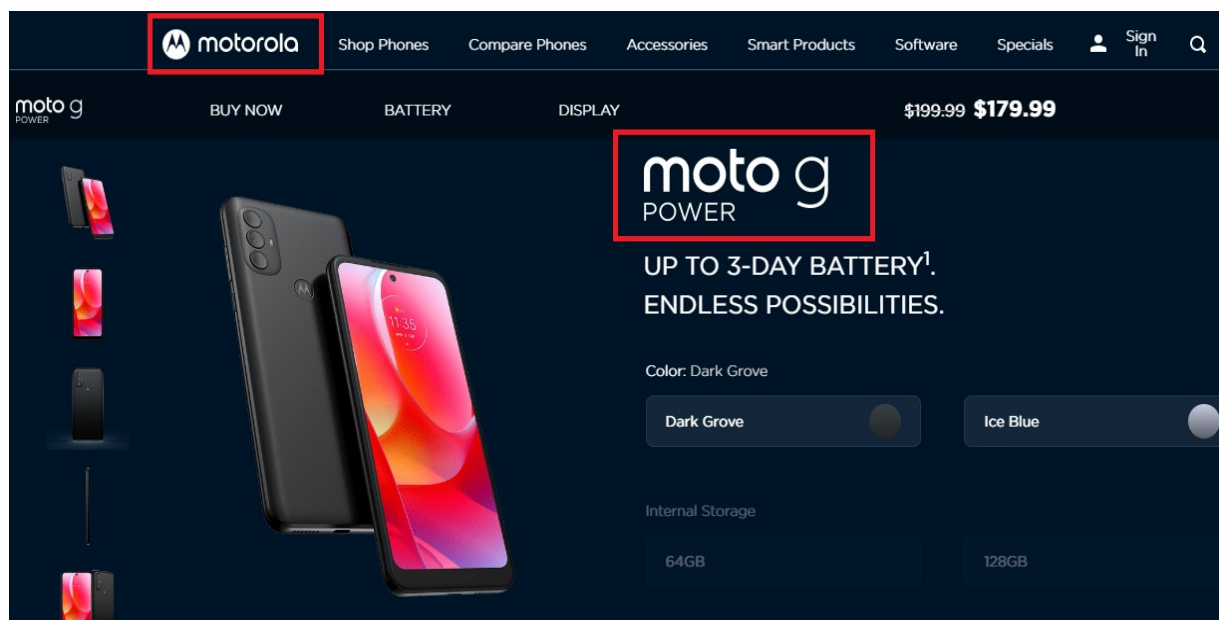 motorola Shop Phones Compare Phones Accessories Smart Products Software Specials Sign In
moto g
POWER
BUY NOW BATTERY DISPLAY $199.99 $179.99
moto g
POWER
UP TO 3-DAY BATTERY1.
ENDLESS POSSIBILITIES.
Color: Dark Grove
Dark Grove Ice Blue
Internal Storage
64GB 128GB
11:35